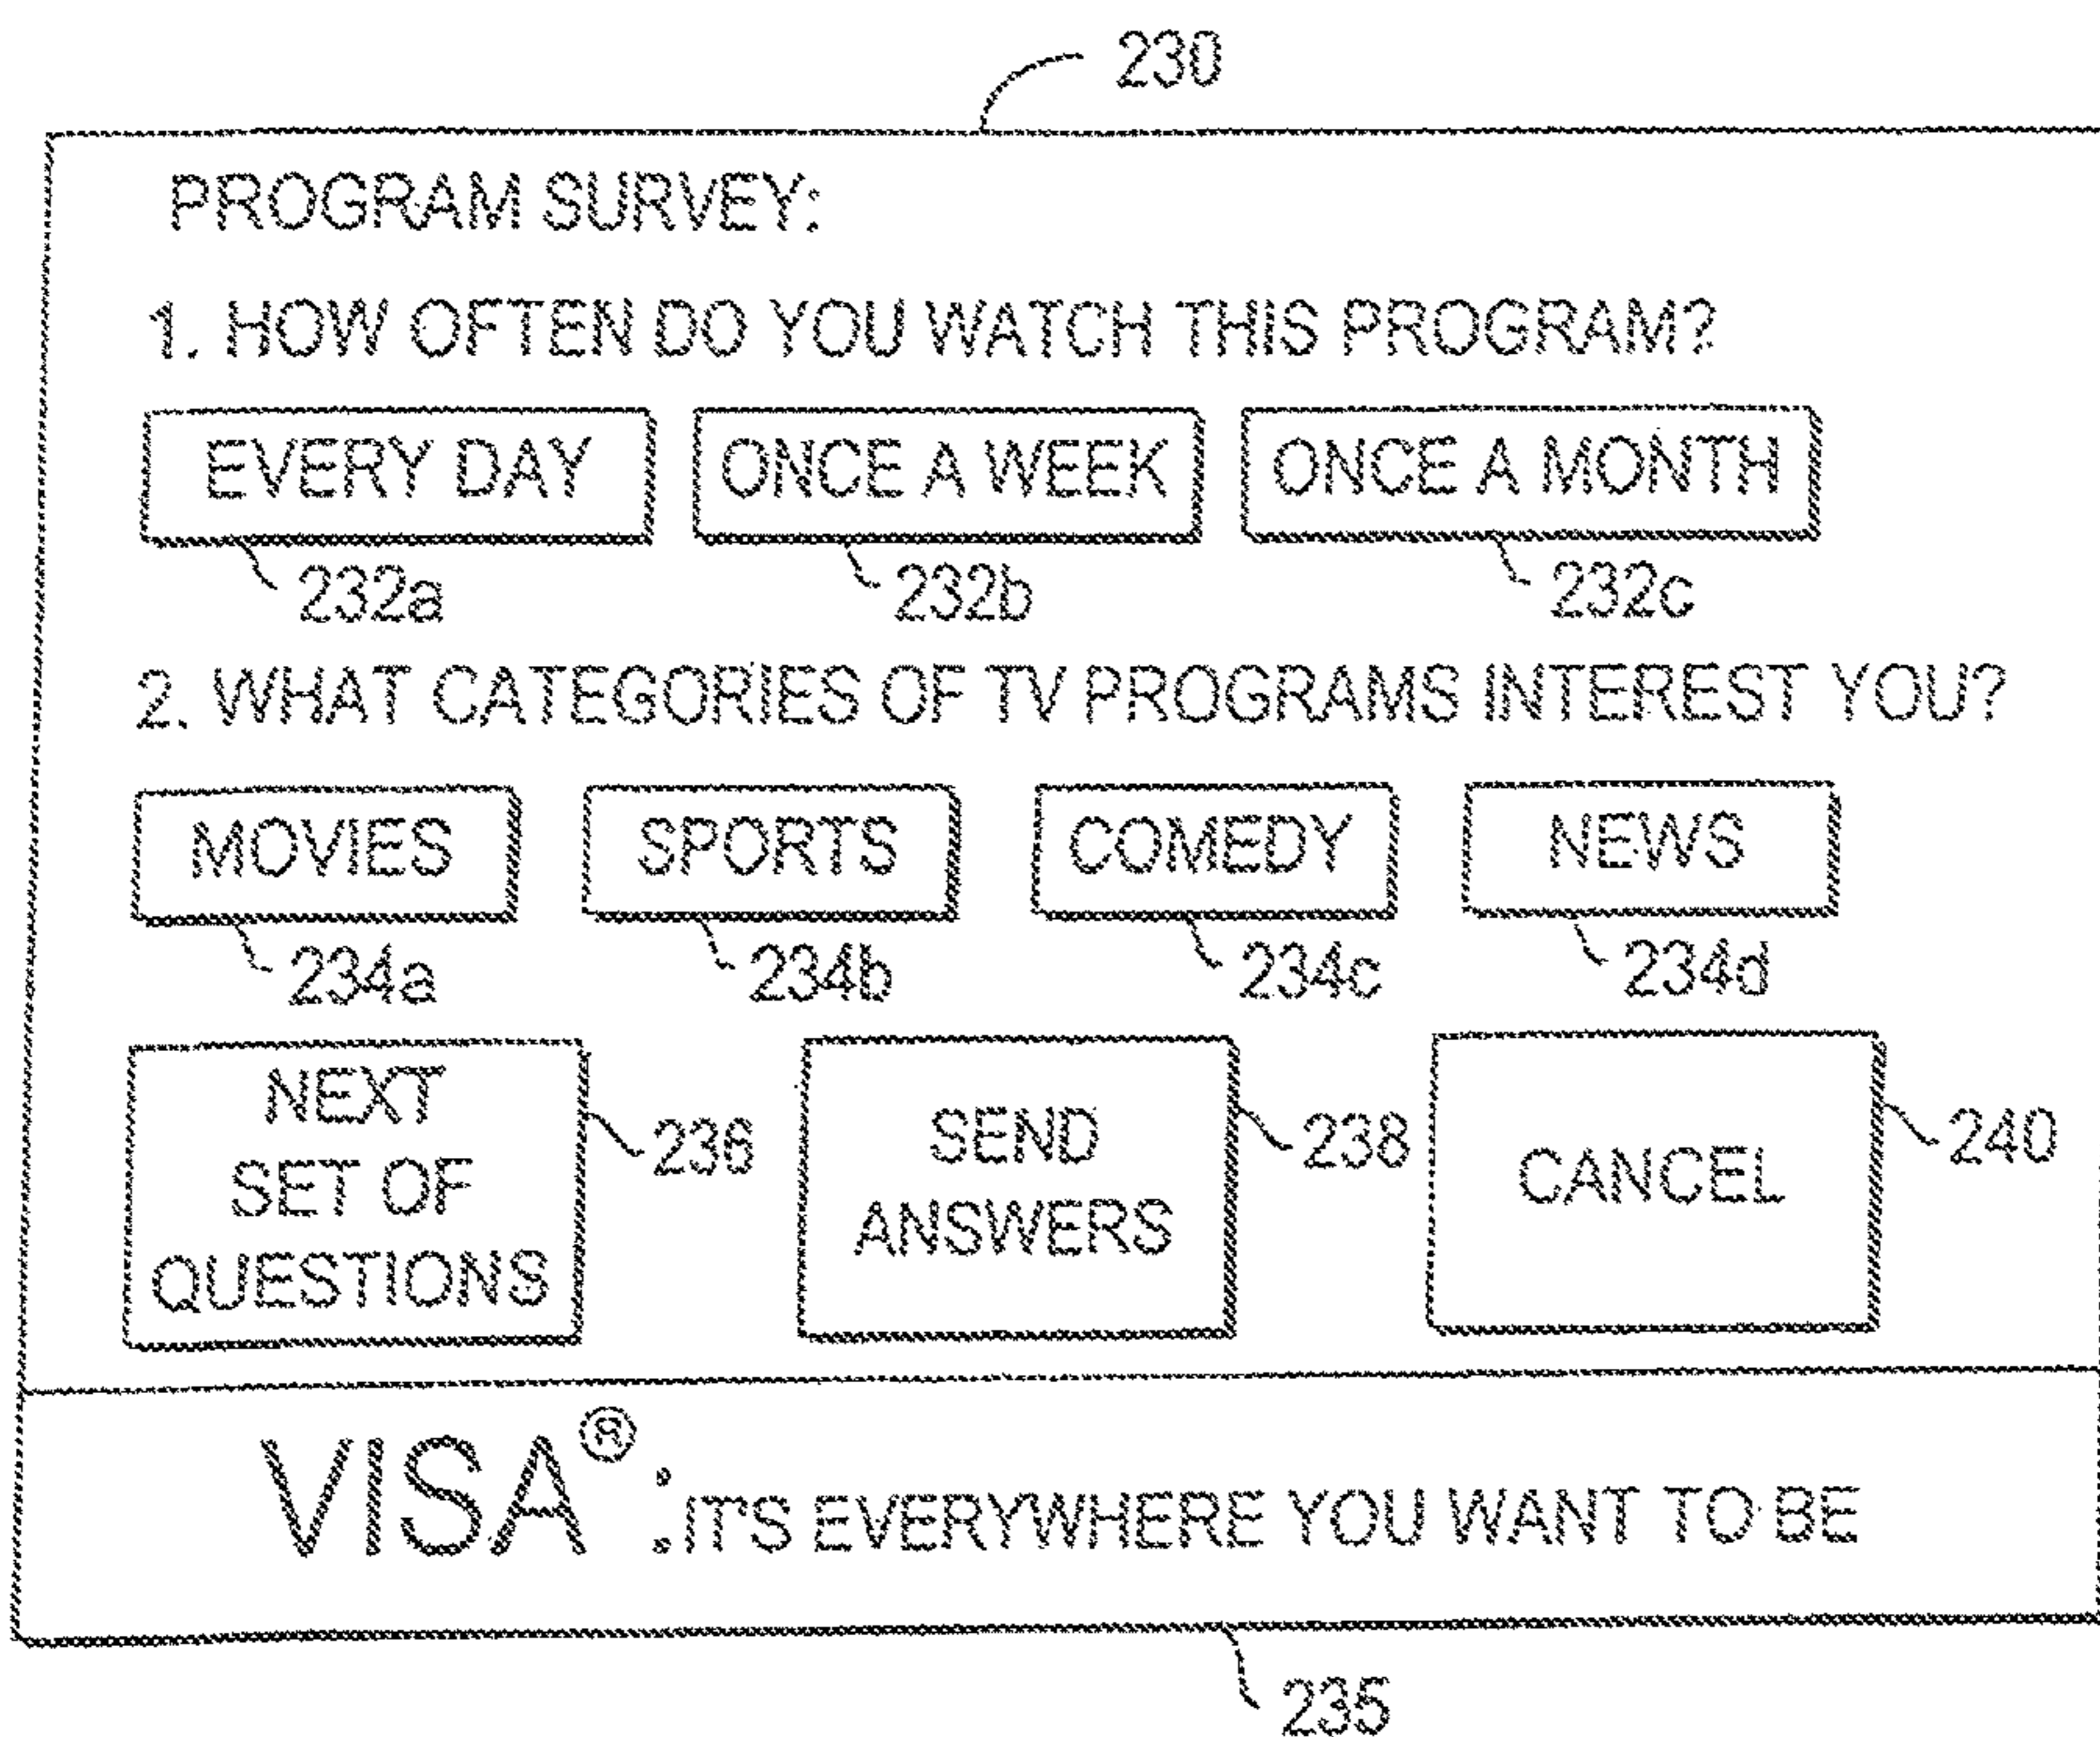 230
PROGRAM SURVEY:
1. HOW OFTEN DO YOU WATCH THIS PROGRAM?
EVERY DAY ONCE A WEEK ONCE A MONTH
232a 232b 232c
2. WHAT CATEGORIES OF TV PROGRAMS INTEREST YOU?
MOVIES SPORTS COMEDY NEWS
234a 234b 234c 234d
NEXT
SET OF
QUESTIONS
236
SEND
ANSWERS
238
CANCEL
240
VISA®:IT'S EVERYWHERE YOU WANT TO BE
235